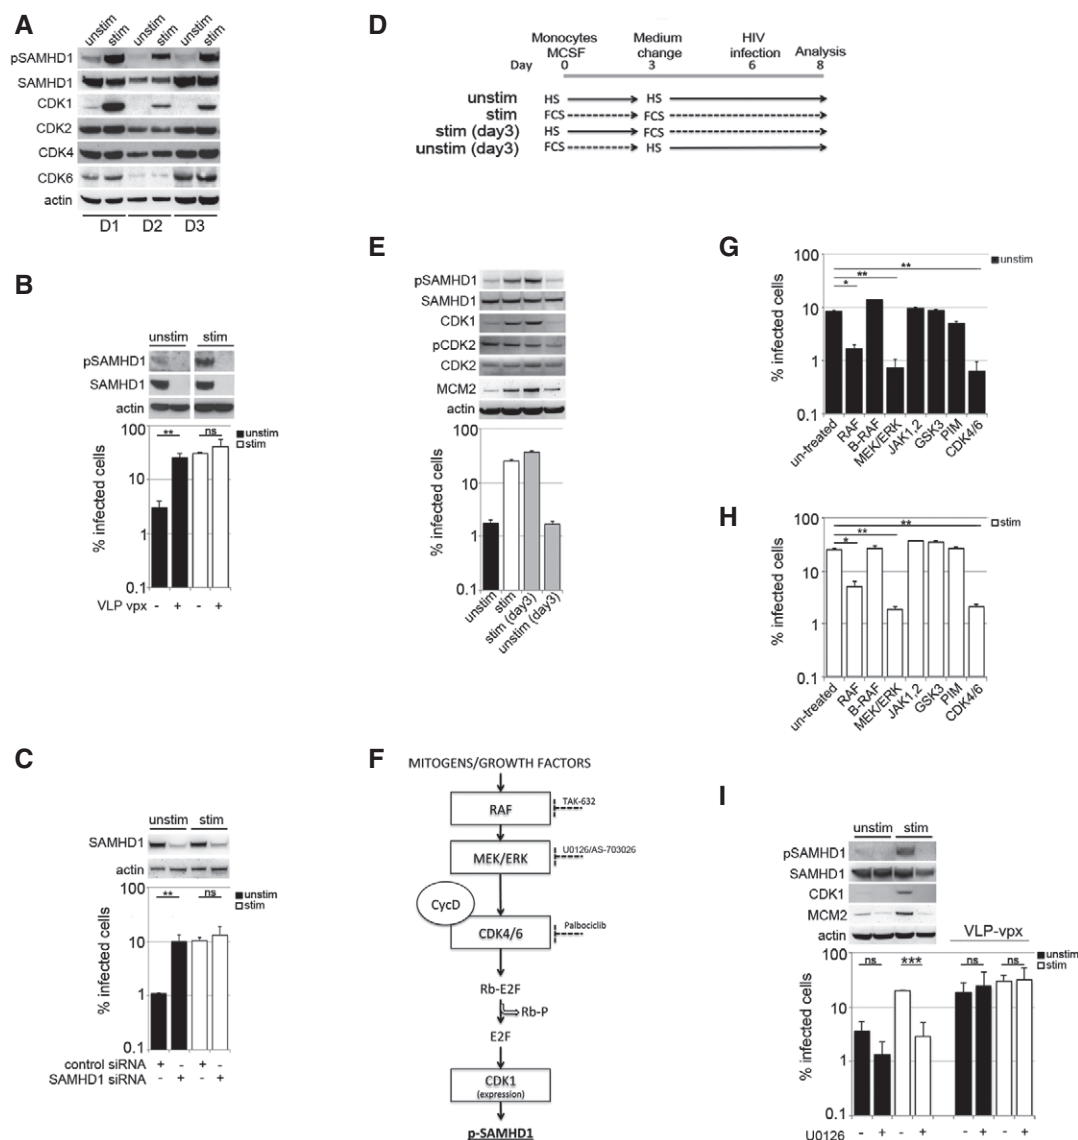 A
unstim stim unstim stim unstim stim
pSAMHD1
SAMHD1
CDK1
CDK2
CDK4
CDK6
actin
D1 D2 D3
B
unstim stim
pSAMHD1
SAMHD1
actin
% infected cells
100
10
1
0.1
** ns
unstim
stim
VLP vpx - + - +
C
unstim stim
SAMHD1
actin
% infected cells
100
10
1
0.1
** ns
unstim
stim
control siRNA + - + -
SAMHD1 siRNA - + - +
D
Monocytes MCSF
Medium change
HIV infection
Analysis
Day 0 3 6 8
unstim HS HS
stim FCS FCS
stim (day3) HS FCS
unstim (day3) FCS HS
E
pSAMHD1
SAMHD1
CDK1
pCDK2
CDK2
MCM2
actin
% infected cells
100
10
1
0.1
unstim
stim
stim (day3)
unstim (day3)
F
MITOGENS/GROWTH FACTORS
RAF
TAK-632
MEK/ERK
U0126/AS-703026
CycD
CDK4/6
Palbociclib
Rb-E2F
Rb-P
E2F
CDK1
(expression)
p-SAMHD1
G
% infected cells
100
10
1
0.1
**
**
*
unstim
un-treated
RAF
B-RAF
MEK/ERK
JAK1,2
GSK3
PIM
CDK4/6
H
% infected cells
100
10
1
0.1
**
**
*
stim
un-treated
RAF
B-RAF
MEK/ERK
JAK1,2
GSK3
PIM
CDK4/6
I
unstim stim
pSAMHD1
SAMHD1
CDK1
MCM2
actin
VLP-vpx
% infected cells
100
10
1
0.1
ns *** ns ns
unstim
stim
U0126 - + - + - + - +